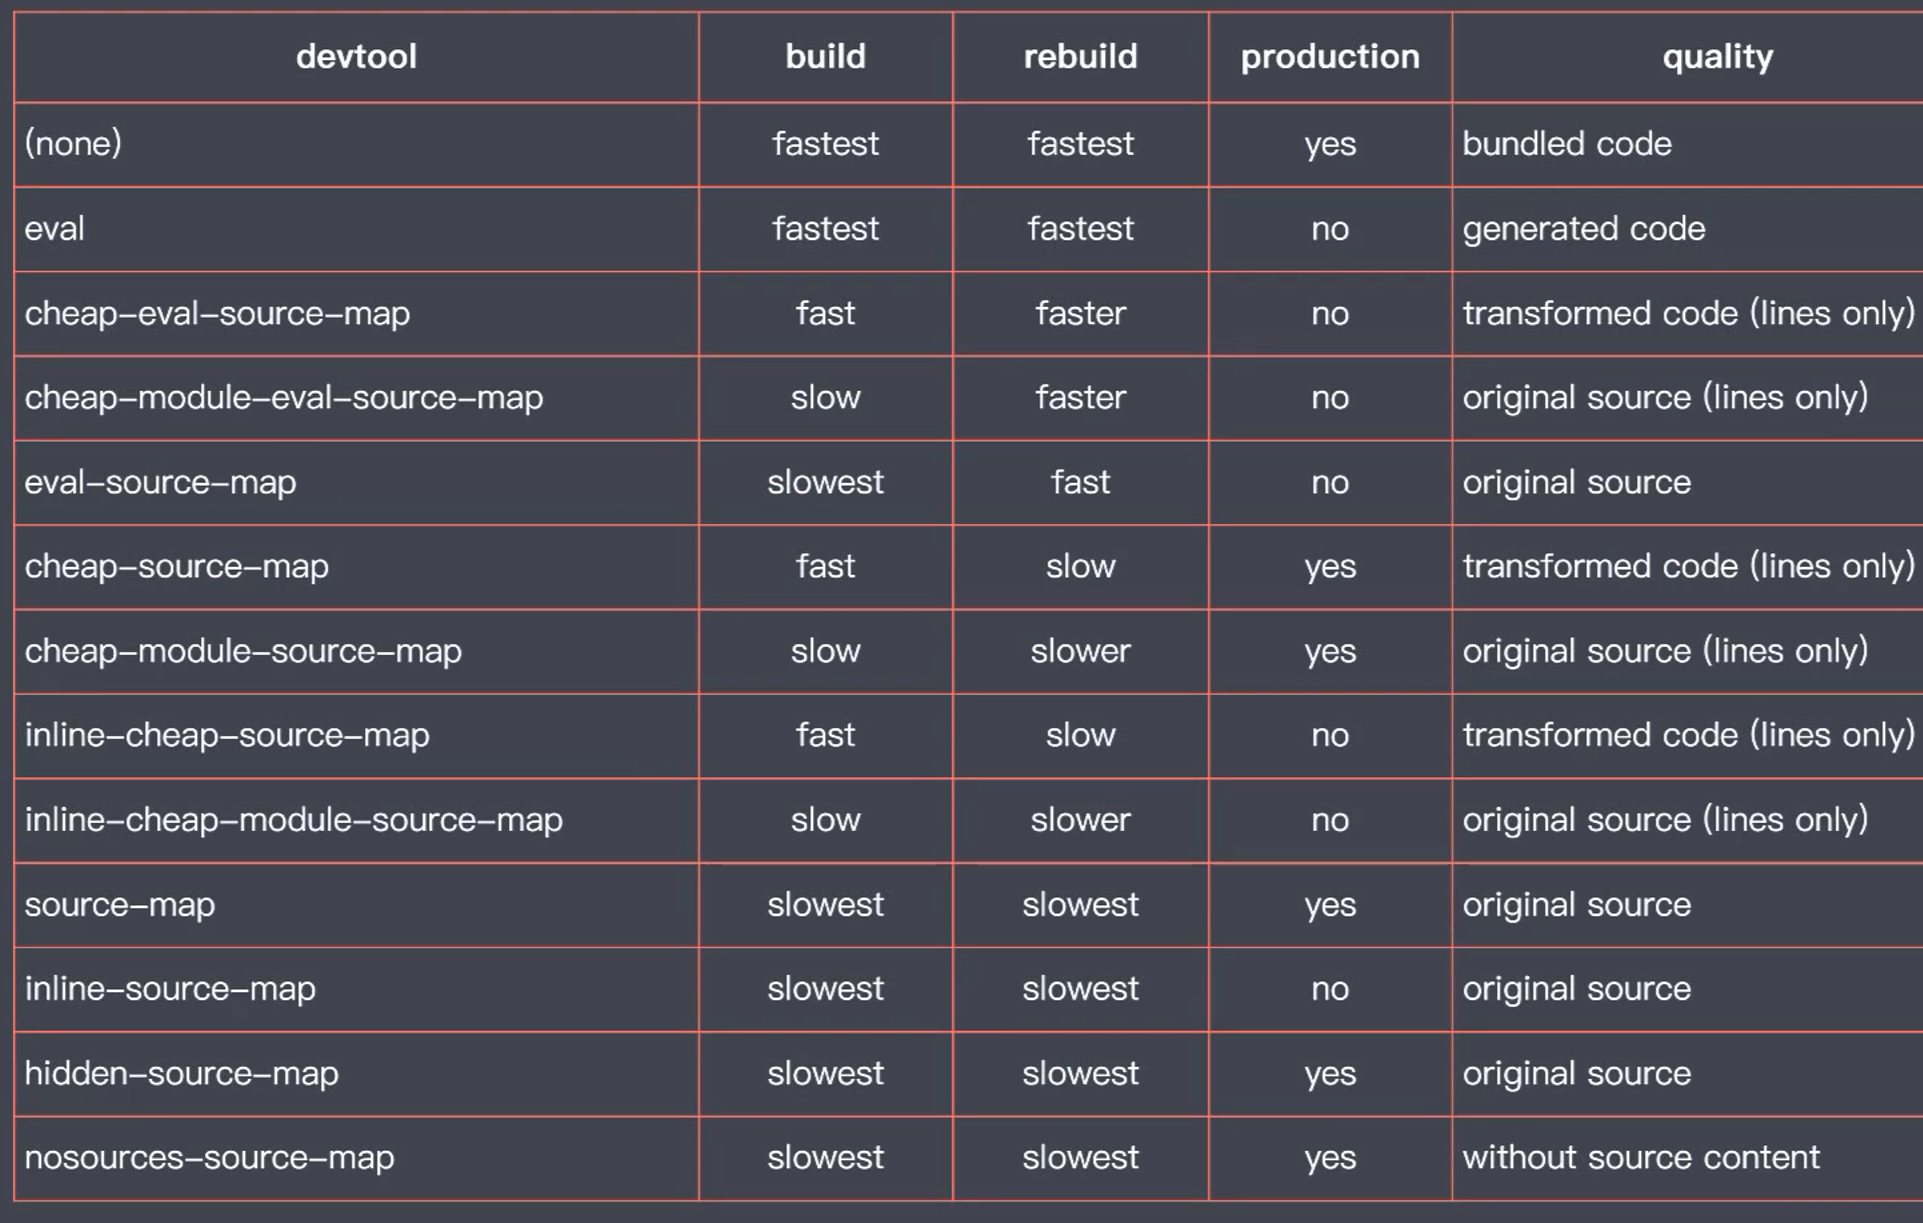 devtool build rebuild production quality
(none) fastest fastest yes bundled code
eval fastest fastest no generated code
cheap-eval-source-map fast faster no transformed code (lines only)
cheap-module-eval-source-map slow faster no original source (lines only)
eval-source-map slowest fast no original source
cheap-source-map fast slow yes transformed code (lines only)
cheap-module-source-map slow slower yes original source (lines only)
inline-cheap-source-map fast slow no transformed code (lines only)
inline-cheap-module-source-map slow slower no original source (lines only)
source-map slowest slowest yes original source
inline-source-map slowest slowest no original source
hidden-source-map slowest slowest yes original source
nosources-source-map slowest slowest yes without source content